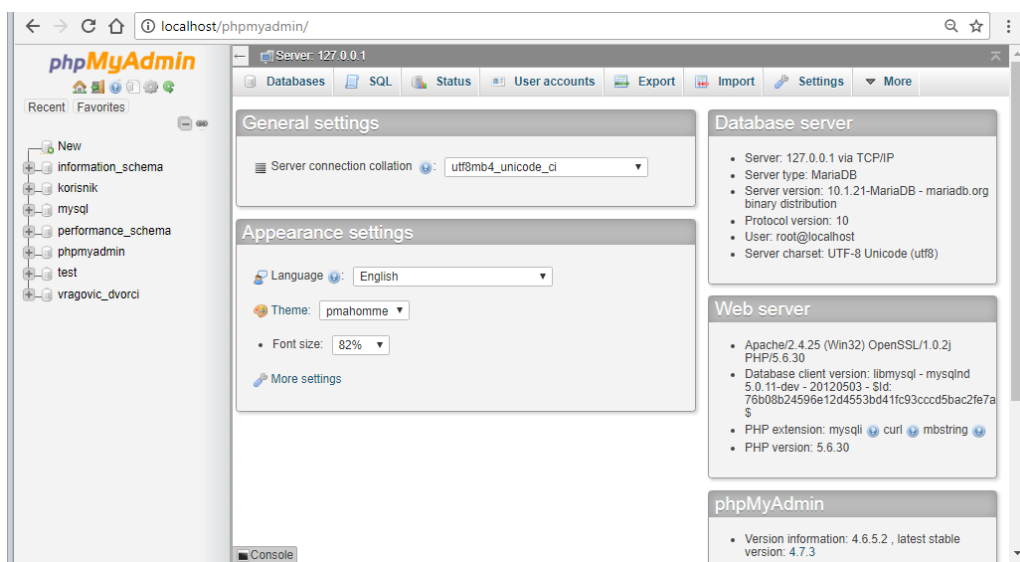 localhost/phpmyadmin/
phpMyAdmin
Recent Favorites
New
information_schema
korisnik
mysql
performance_schema
phpmyadmin
test
vragovic_dvorci
Server: 127.0.0.1
Databases SQL Status User accounts Export Import Settings More
General settings
Server connection collation : utf8mb4_unicode_ci
Appearance settings
Language : English
Theme: pmahomme
• Font size: 82%
More settings
Database server
• Server: 127.0.0.1 via TCP/IP
• Server type: MariaDB
• Server version: 10.1.21-MariaDB - mariadb.org
binary distribution
• Protocol version: 10
• User: root@localhost
• Server charset: UTF-8 Unicode (utf8)
Web server
• Apache/2.4.25 (Win32) OpenSSL/1.0.2j
PHP/5.6.30
• Database client version: libmysql - mysqlnd
5.0.11-dev - 20120503 - $Id:
76b08b24596e12d4553bd41fc93cccd5bac2fe7a
$
• PHP extension: mysqli curl mbstring
• PHP version: 5.6.30
phpMyAdmin
• Version information: 4.6.5.2 , latest stable
version: 4.7.3
Console